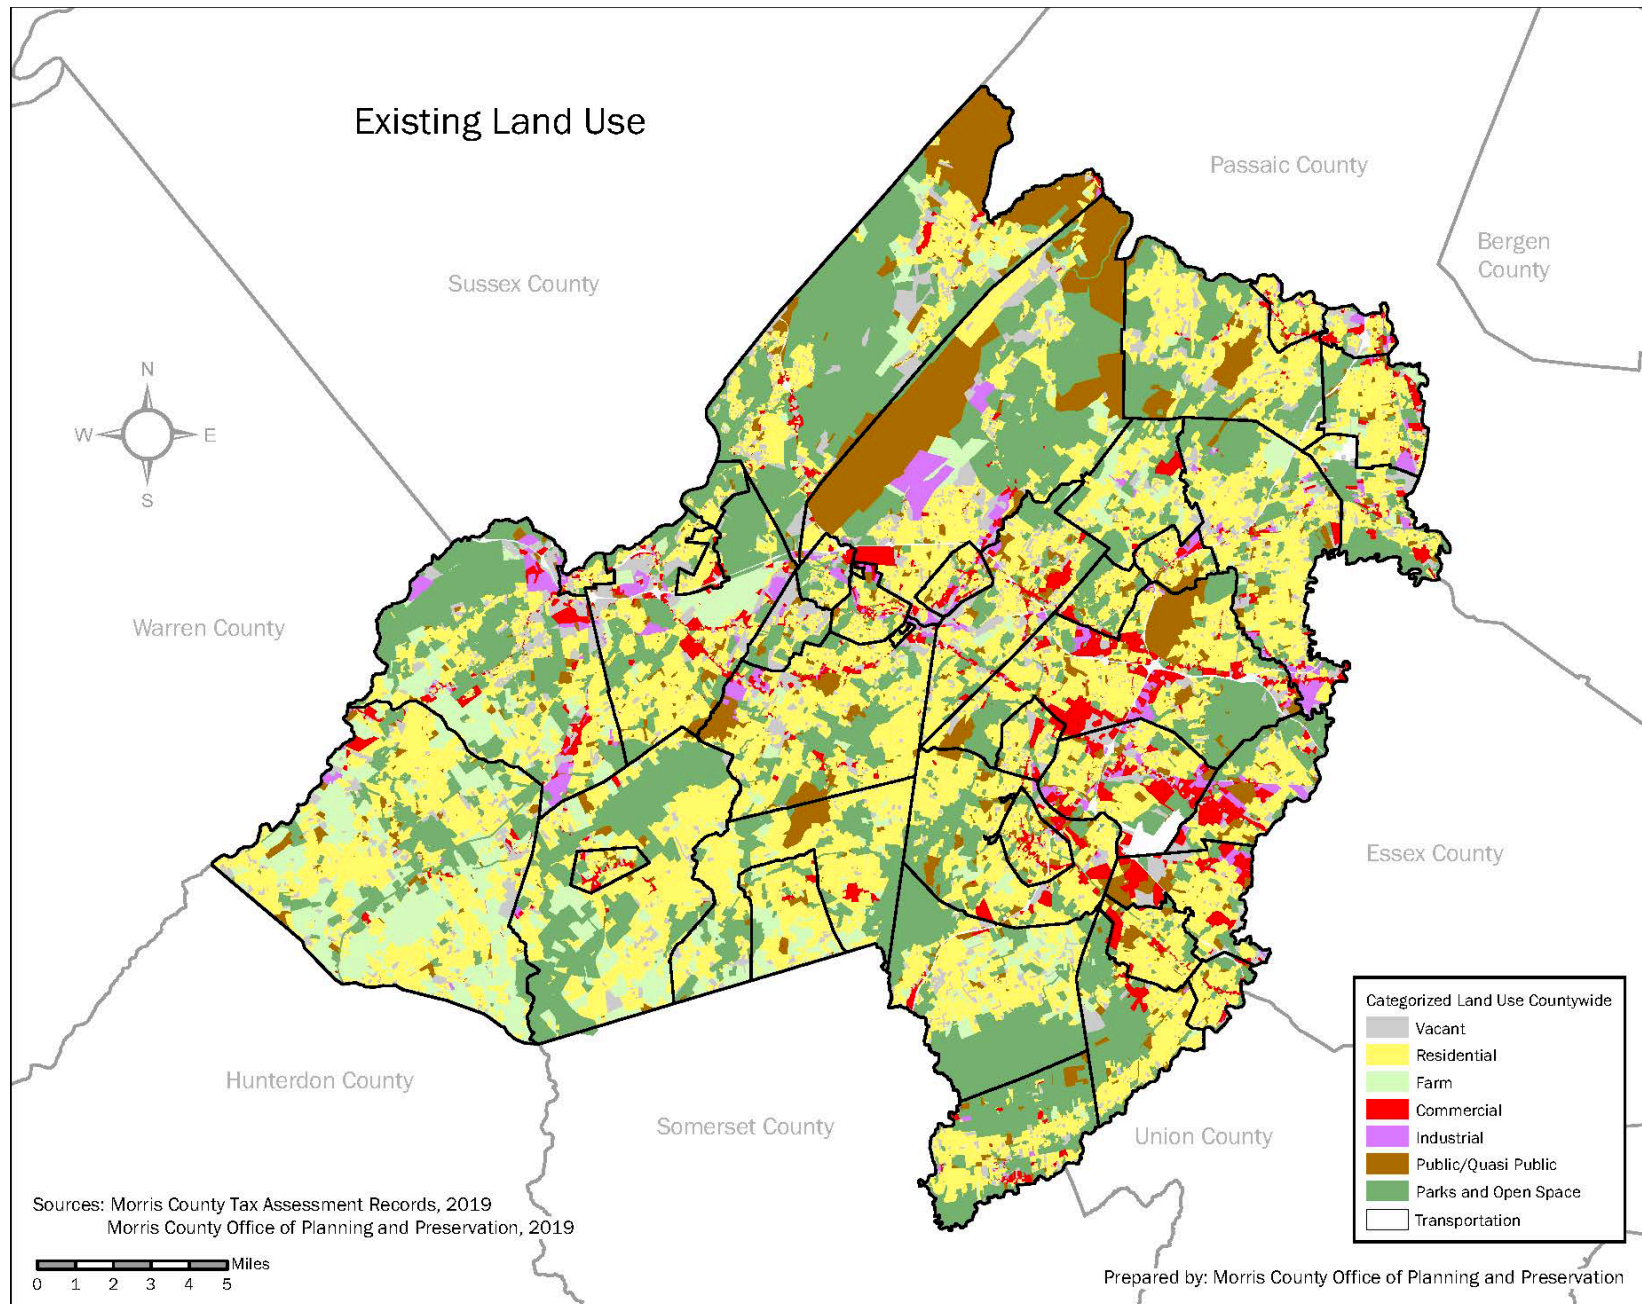 Existing Land Use
Passaic County
Bergen
County
Sussex County
N
W E
S
Warren County
Essex County
Hunterdon County
Somerset County
Union County
Categorized Land Use Countywide
Vacant
Residential
Farm
Commercial
Industrial
Public/Quasi Public
Parks and Open Space
Transportation
Sources: Morris County Tax Assessment Records, 2019
Morris County Office of Planning and Preservation, 2019
Miles
0 1 2 3 4 5
Prepared by: Morris County Office of Planning and Preservation